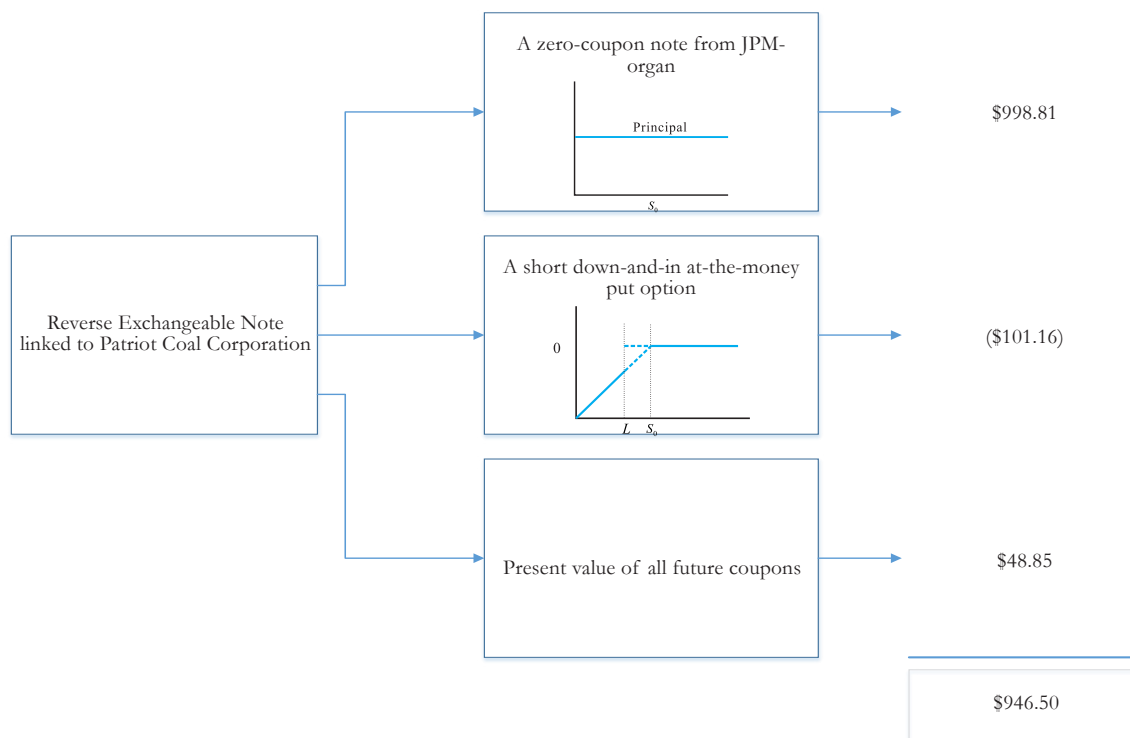 A zero-coupon note from JPM-
organ
Principal
S₀
$998.81
Reverse Exchangeable Note
linked to Patriot Coal Corporation
A short down-and-in at-the-money
put option
0
L S₀
($101.16)
Present value of all future coupons
$48.85
$946.50